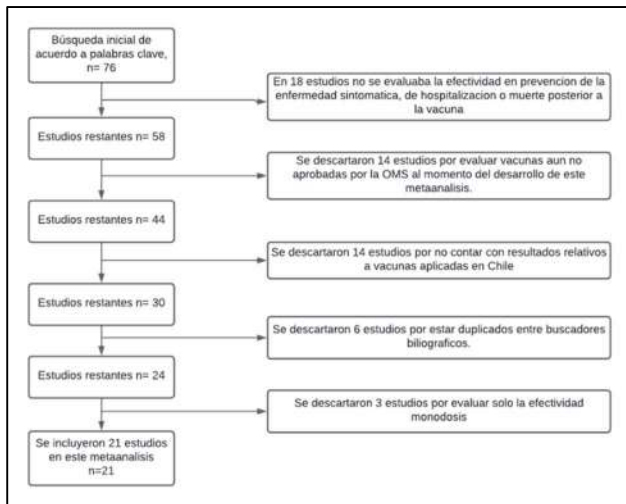 Búsqueda inicial de
acuerdo a palabras clave,
n= 76
En 18 estudios no se evaluaba la efectividad en prevencion de la
enfermedad sintomatica, de hospitalizacion o muerte posterior a
la vacuna
Estudios restantes n= 58
Se descartaron 14 estudios por evaluar vacunas aun no
aprobadas por la OMS al momento del desarrollo de este
metaanalisis.
Estudios restantes n= 44
Se descartaron 14 estudios por no contar con resultados relativos
a vacunas aplicadas en Chile
Estudios restantes n= 30
Se descartaron 6 estudios por estar duplicados entre buscadores
biliograficos.
Estudios restantes n= 24
Se descartaron 3 estudios por evaluar solo la efectividad
monodosis
Se incluyeron 21 estudios
en este metaanalisis
n=21